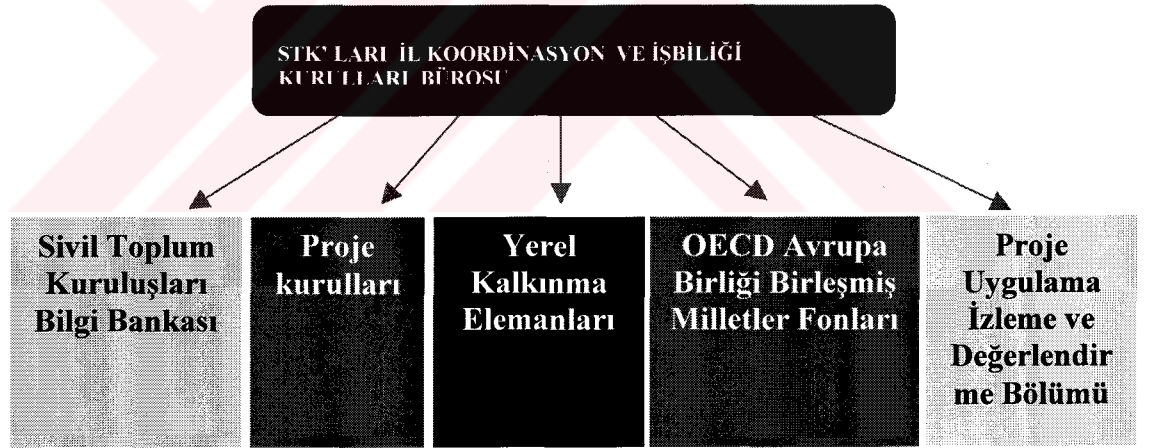 STK' LARI İL KOORDİNASYON VE İŞBİLİĞİ
KURULLARI BÜROSU
Sivil Toplum
Kuruluşları
Bilgi Bankası
Proje
kurulları
Yerel
Kalkınma
Elemanları
OECD Avrupa
Birliği Birleşmiş
Milletler Fonları
Proje
Uygulama
İzleme ve
Değerlendir
me Bölümü